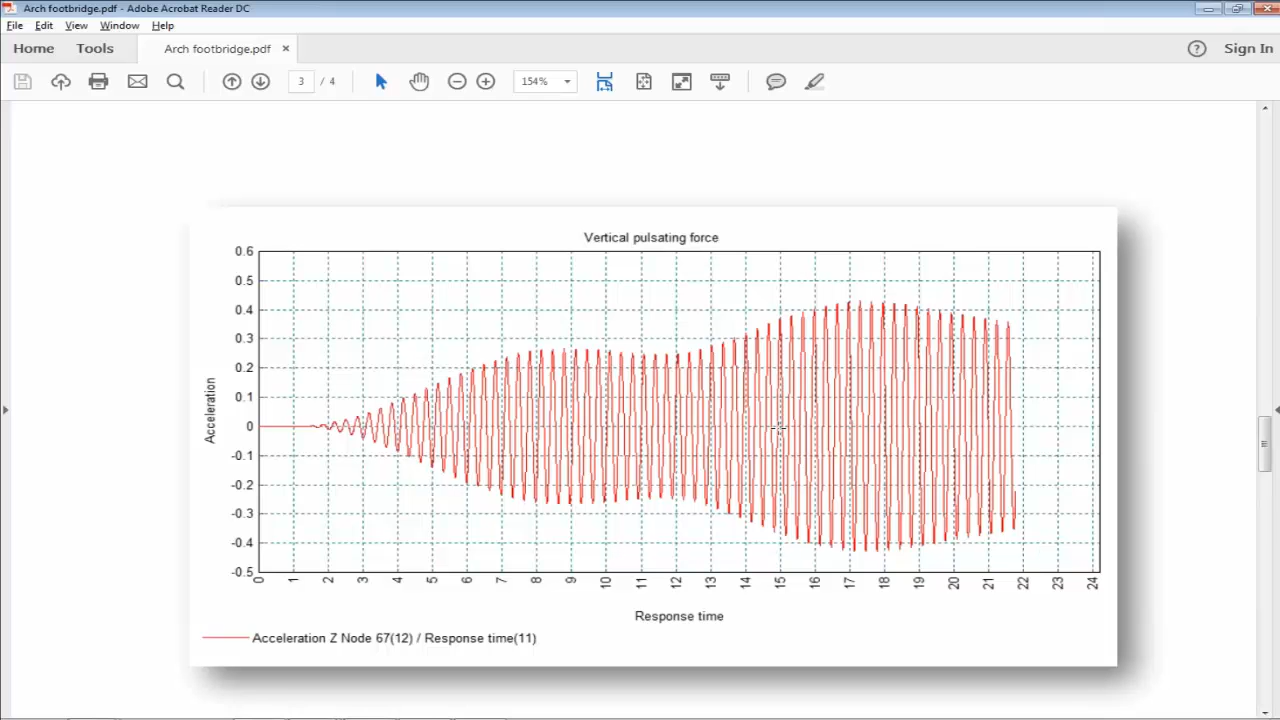 Arch footbridge.pdf - Adobe Acrobat Reader DC
File Edit View Window Help
Home Tools Arch footbridge.pdf × Sign In
3 / 4 154%
Vertical pulsating force
0.6
0.5
0.4
0.3
0.2
0.1
0
-0.1
-0.2
-0.3
-0.4
-0.5
Acceleration
0 1 2 3 4 5 6 7 8 9 10 11 12 13 14 15 16 17 18 19 20 21 22 23 24
Response time
Acceleration Z Node 67(12) / Response time(11)